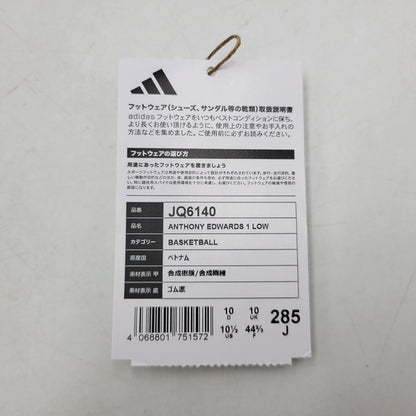 フットウェア(シューズ、サンダル等の靴類)取扱説明書
adidas フットウェアをいつもベストコンディションに保ち、
より長くお使い頂けるように、使用上の注意やお手入れの
方法などを集めました。ご使用前に必ずお読みください。
フットウェアの選び方
用途にあったフットウェアを履きましょう
品番 JQ6140
品名 ANTHONY EDWARDS 1 LOW
カテゴリー BASKETBALL
原産国 ベトナム
素材表示 甲 合成樹脂/合成繊維
素材表示 底 ゴム底
10 D 10 UK
10½ US 44⅔ F
285 J
4 068801 751572